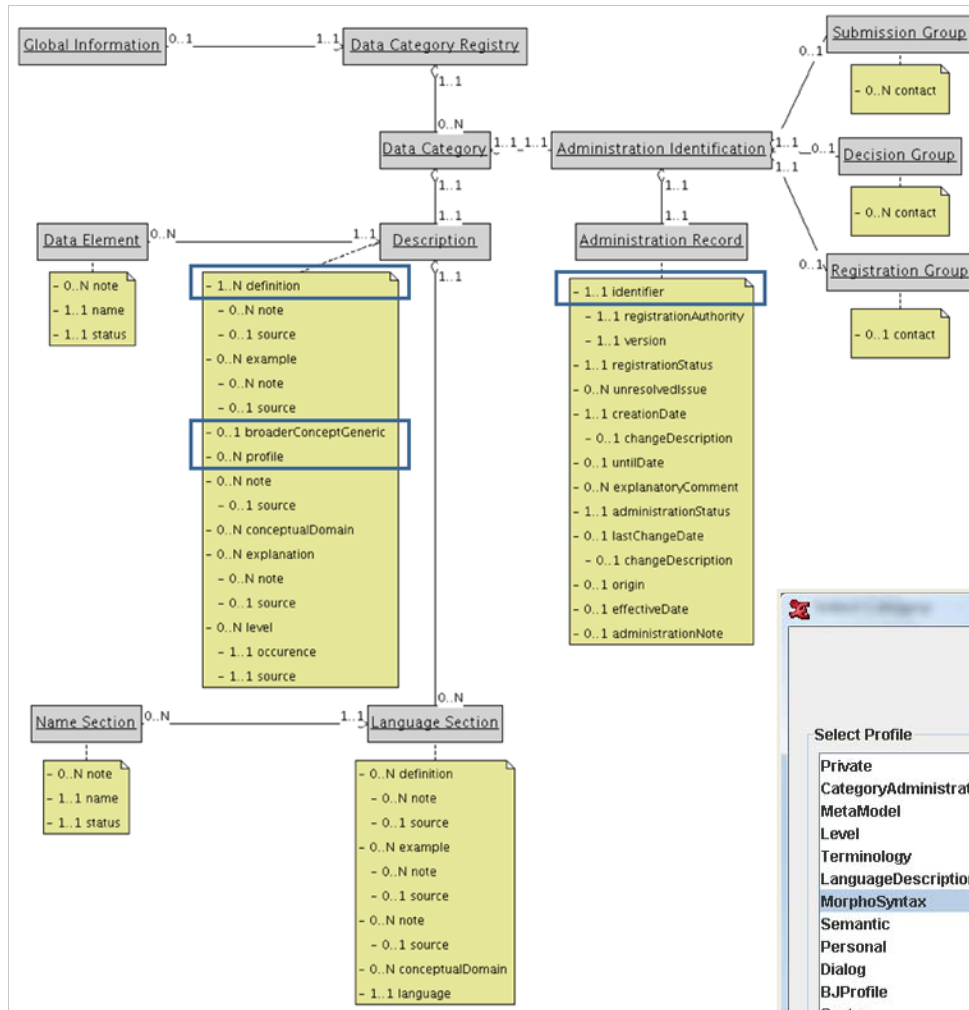 Global Information
0..1
1..1
Data Category Registry
1..1
0..N
Data Category
1..1
1..1
Administration Identification
Submission Group
0..1
- 0..N contact
1..1
0..1
Decision Group
1..1
- 0..N contact
0..1
Registration Group
- 0..1 contact
1..1
1..1
Data Element
0..N
1..1
Description
1..1
- 0..N note
- 1..1 name
- 1..1 status
- 1..N definition
- 0..N note
- 0..1 source
- 0..N example
- 0..N note
- 0..1 source
- 0..1 broaderConceptGeneric
- 0..N profile
- 0..N note
- 0..1 source
- 0..N conceptualDomain
- 0..N explanation
- 0..N note
- 0..1 source
- 0..N level
- 1..1 occurence
- 1..1 source
1..1
1..1
Administration Record
- 1..1 identifier
- 1..1 registrationAuthority
- 1..1 version
- 1..1 registrationStatus
- 0..N unresolvedIssue
- 1..1 creationDate
- 0..1 changeDescription
- 0..1 untilDate
- 0..N explanatoryComment
- 1..1 administrationStatus
- 0..1 lastChangeDate
- 0..1 changeDescription
- 0..1 origin
- 0..1 effectiveDate
- 0..1 administrationNote
0..N
Name Section
0..N
1..1
Language Section
- 0..N note
- 1..1 name
- 1..1 status
- 0..N definition
- 0..N note
- 0..1 source
- 0..N example
- 0..N note
- 0..1 source
- 0..N note
- 0..1 source
- 0..N conceptualDomain
- 1..1 language
Select Profile
Private
CategoryAdministrat
MetaModel
Level
Terminology
LanguageDescription
MorphoSyntax
Semantic
Personal
Dialog
BJProfile